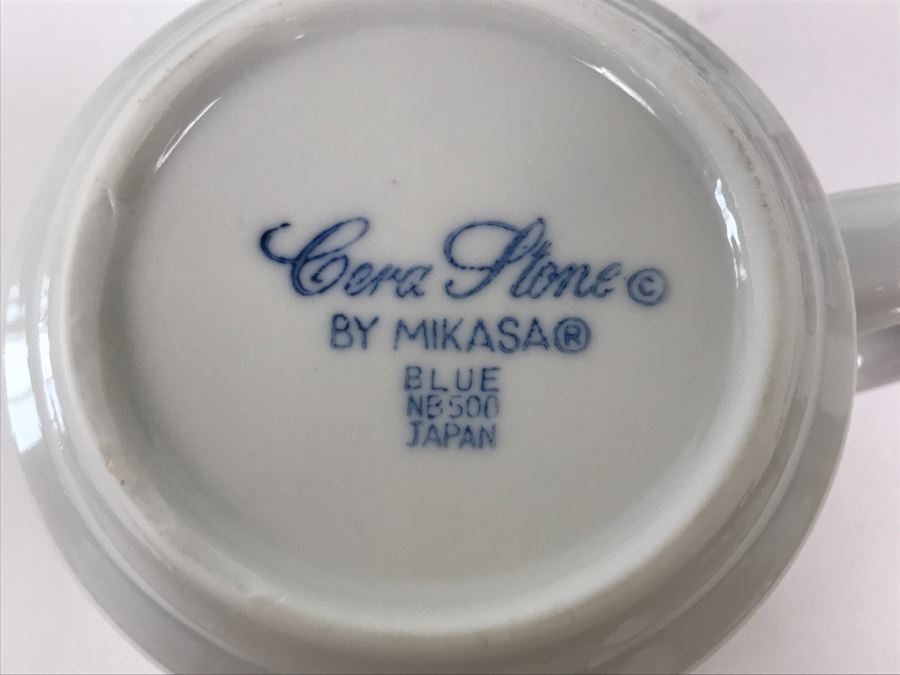 Cera Stone©
BY MIKASA®
BLUE
NB500
JAPAN